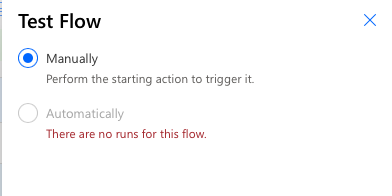 Test Flow
Manually
Perform the starting action to trigger it.
Automatically
There are no runs for this flow.